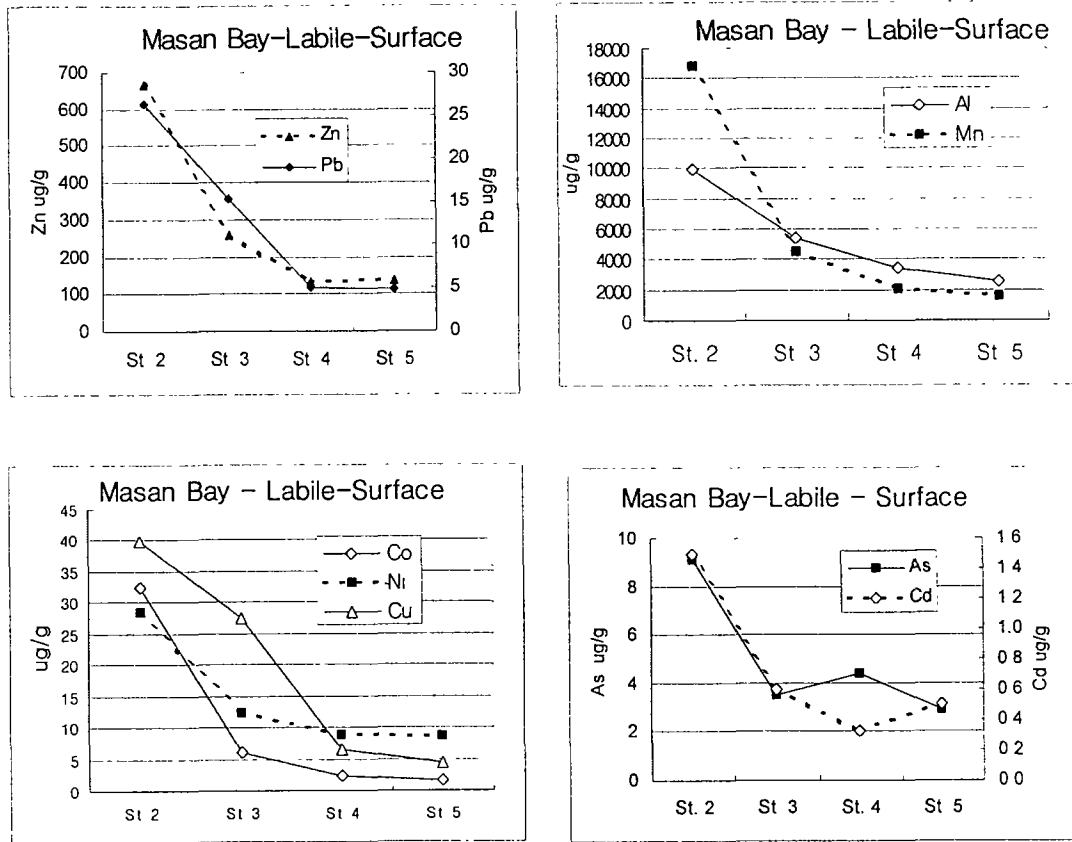 Masan Bay-Labile-Surface
700
600
500
400
300
200
100
0
Zn ug/g
30
25
20
15
10
5
0
Pb ug/g
Zn
Pb
St 2
St 3
St 4
St 5
Masan Bay - Labile-Surface
18000
16000
14000
12000
10000
8000
6000
4000
2000
0
ug/g
Al
Mn
St. 2
St 3
St 4
St 5
Masan Bay - Labile-Surface
45
40
35
30
25
20
15
10
5
0
ug/g
Co
Ni
Cu
St 2
St 3
St 4
St 5
Masan Bay-Labile - Surface
10
8
6
4
2
0
As ug/g
1 6
1 4
1 2
1 0
0 8
0 6
0 4
0 2
0 0
Cd ug/g
As
Cd
St. 2
St 3
St. 4
St 5